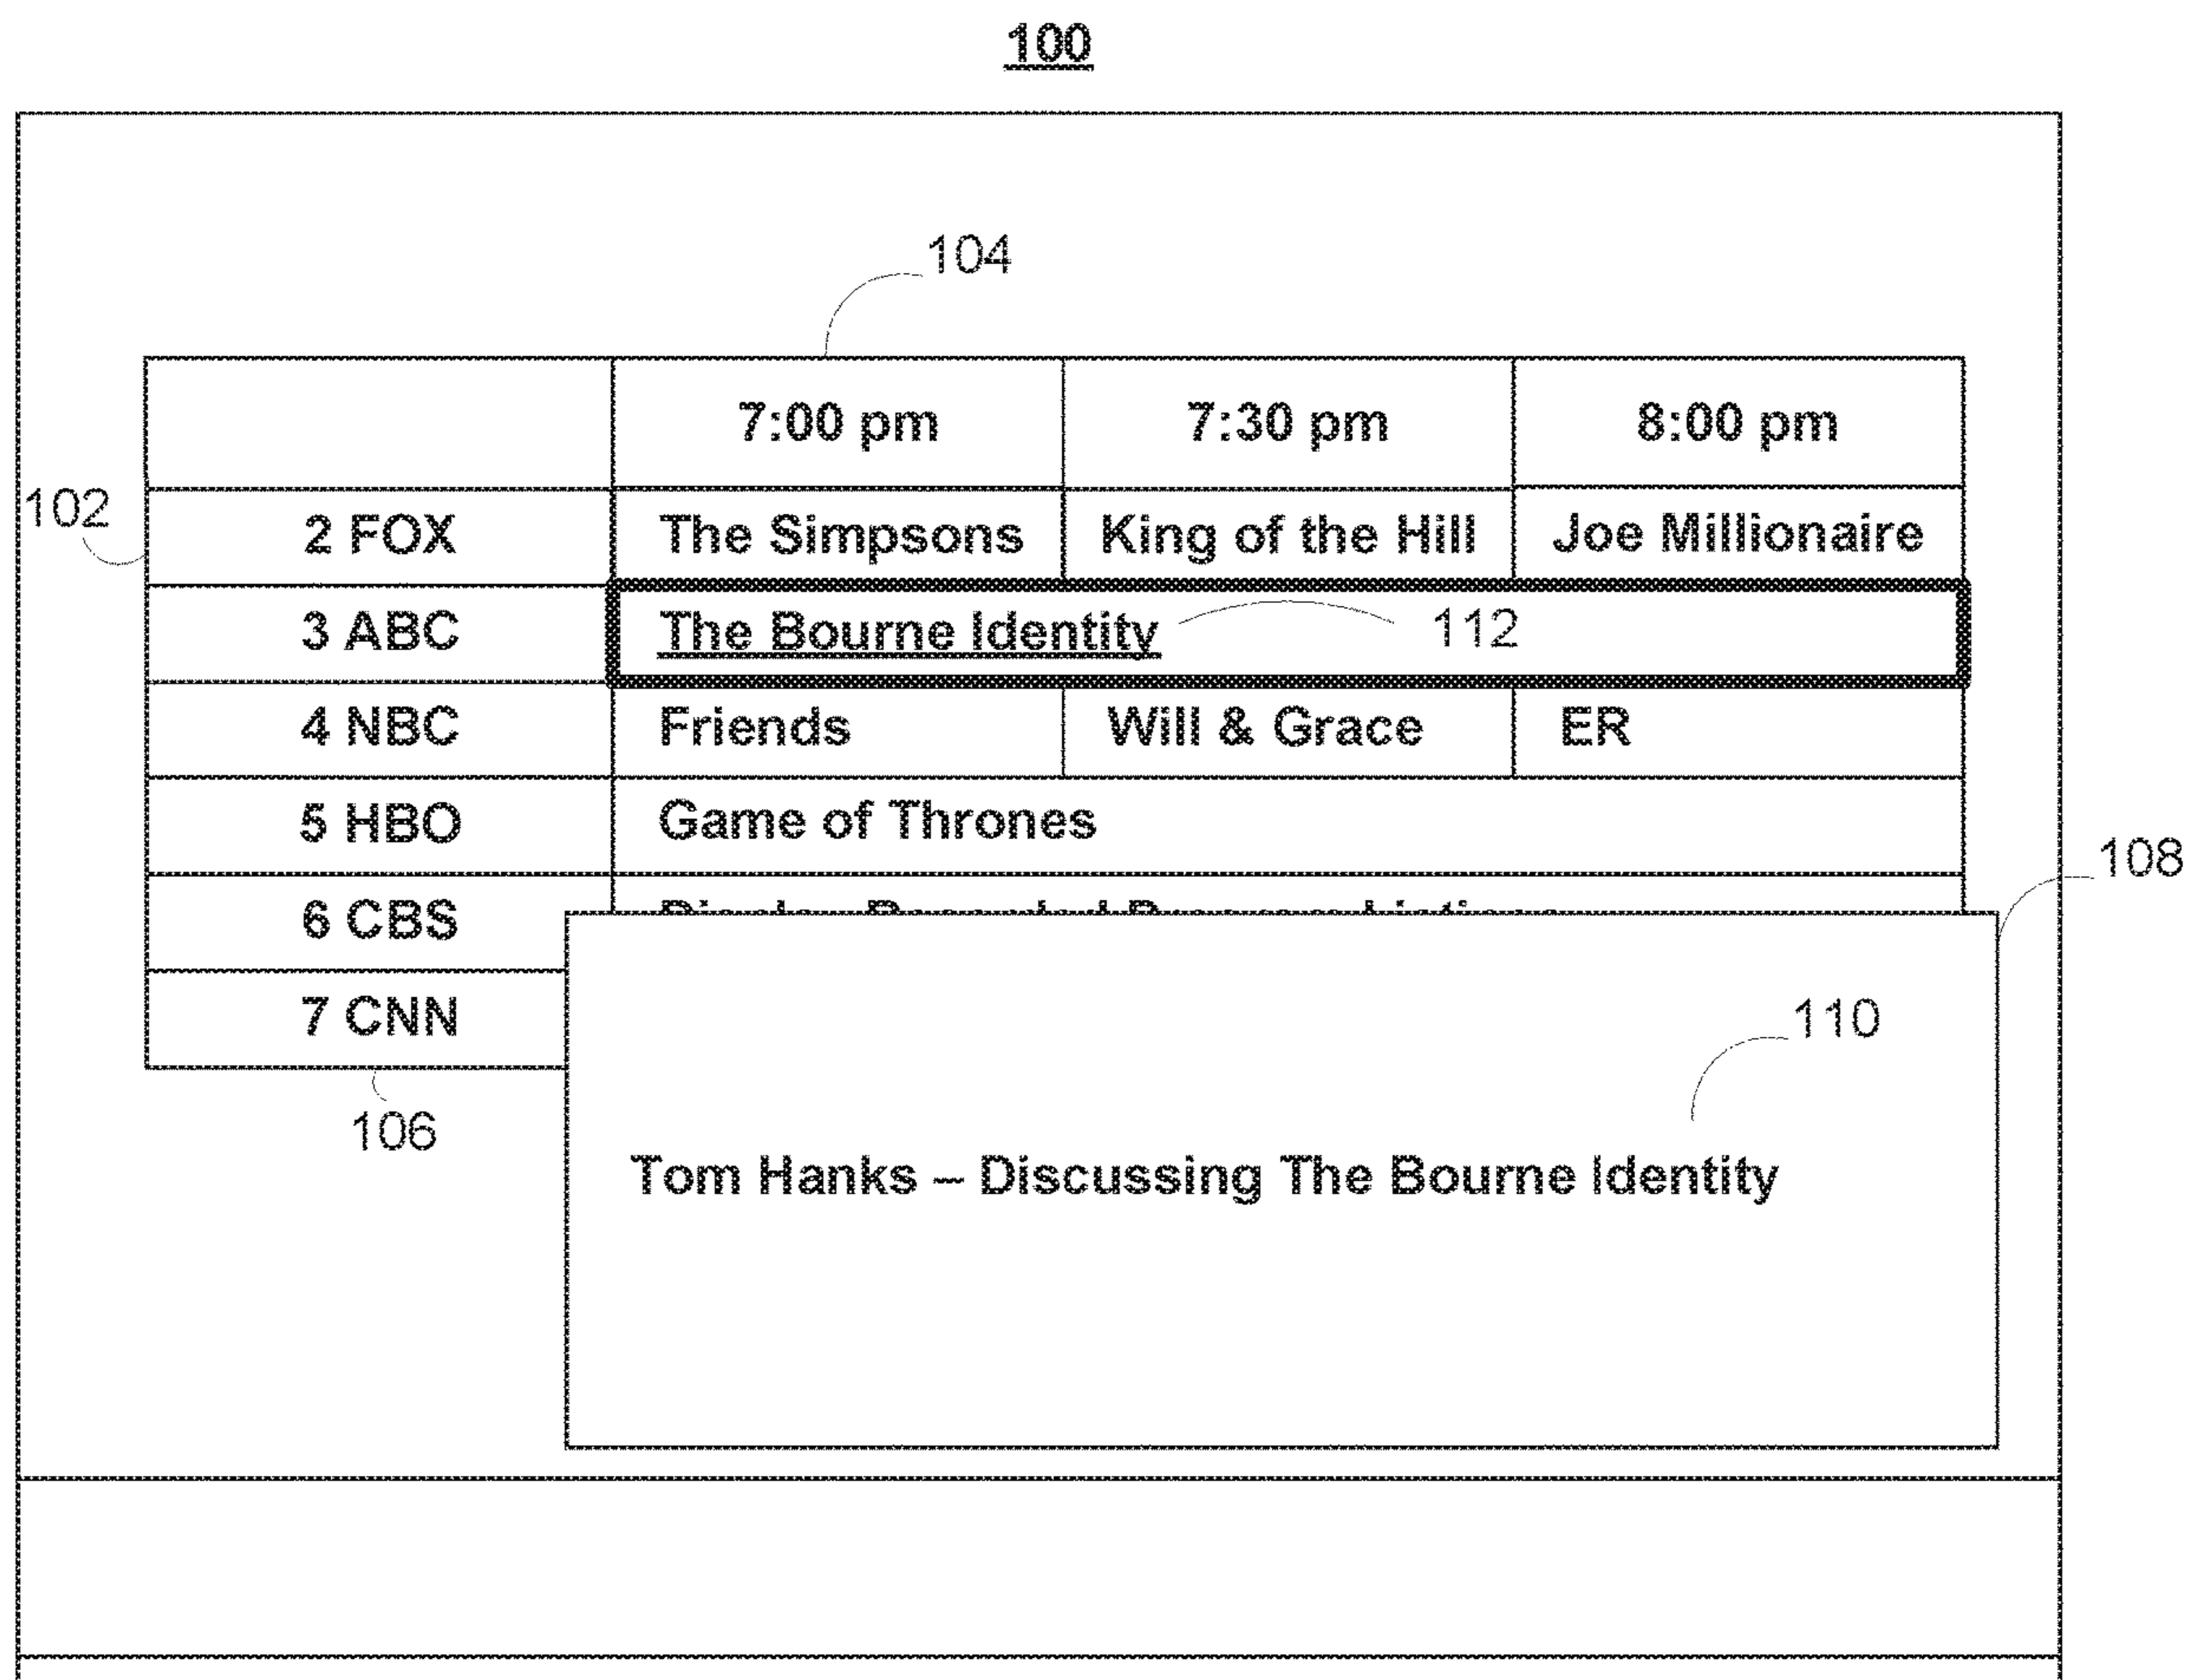 100
104
7:00 pm 7:30 pm 8:00 pm
102
2 FOX The Simpsons King of the Hill Joe Millionaire
3 ABC The Bourne Identity 112
4 NBC Friends Will & Grace ER
5 HBO Game of Thrones
108
6 CBS
7 CNN
110
106
Tom Hanks – Discussing The Bourne Identity